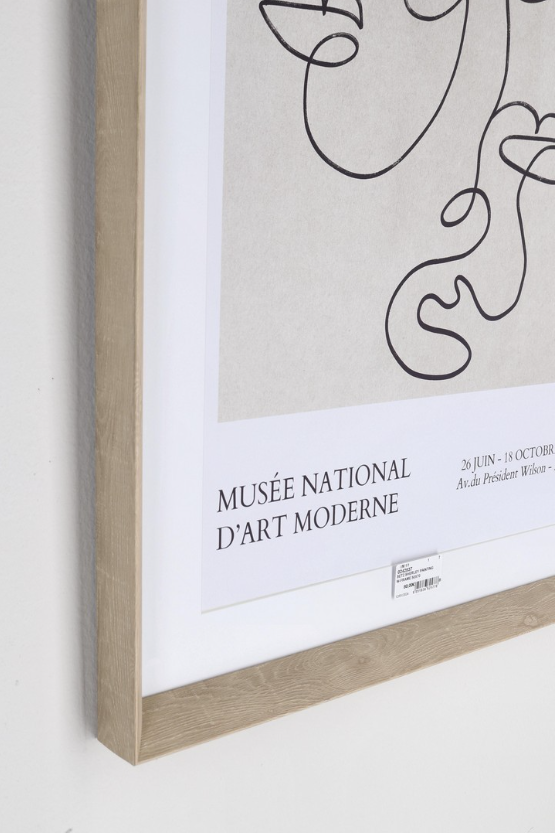 MUSÉE NATIONAL
D'ART MODERNE
26 JUIN - 18 OCTOBR
Av.du Président Wilson -